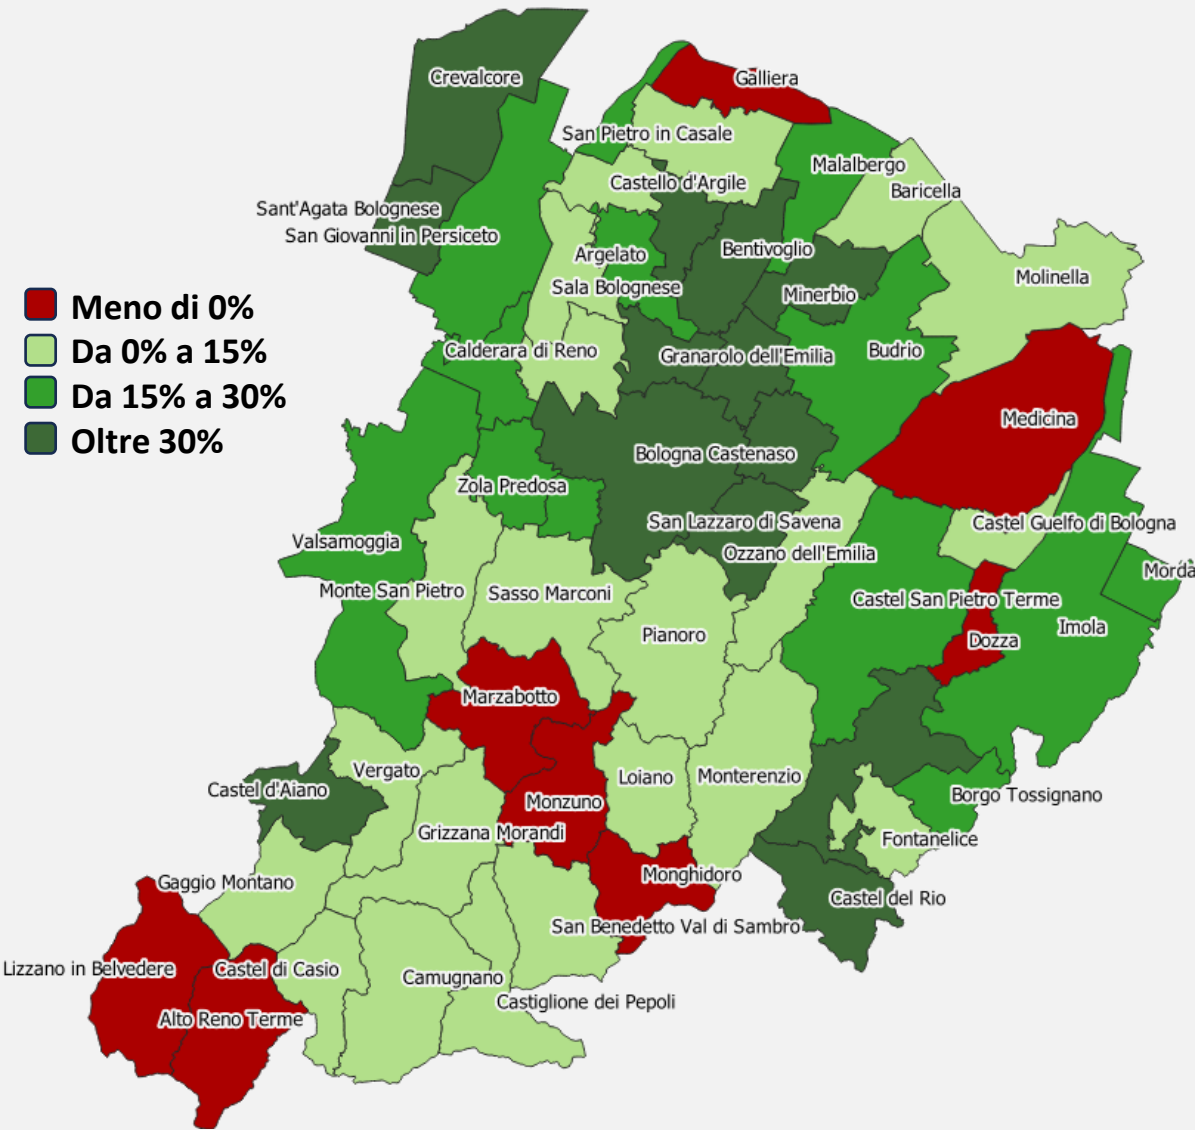 Crevalcore
Galliera
San Pietro in Casale
Malalbergo
Castello d'Argile
Baricella
Sant'Agata Bolognese
San Giovanni in Persiceto
Argelato
Bentivoglio
Sala Bolognese
Minerbio
Molinella
Meno di 0%
Da 0% a 15%
Da 15% a 30%
Oltre 30%
Calderara di Reno
Granarolo dell'Emilia
Budrio
Medicina
Bologna
Castenaso
Zola Predosa
San Lazzaro di Savena
Castel Guelfo di Bologna
Valsamoggia
Ozzano dell'Emilia
Morda
Monte San Pietro
Sasso Marconi
Castel San Pietro Terme
Imola
Pianoro
Dozza
Marzabotto
Vergato
Loiano
Monterenzio
Castel d'Aiano
Monzuno
Borgo Tossignano
Grizzana Morandi
Fontanelice
Gaggio Montano
Monghidoro
Castel del Rio
San Benedetto Val di Sambro
Lizzano in Belvedere
Castel di Casio
Camugnano
Castiglione dei Pepoli
Alto Reno Terme